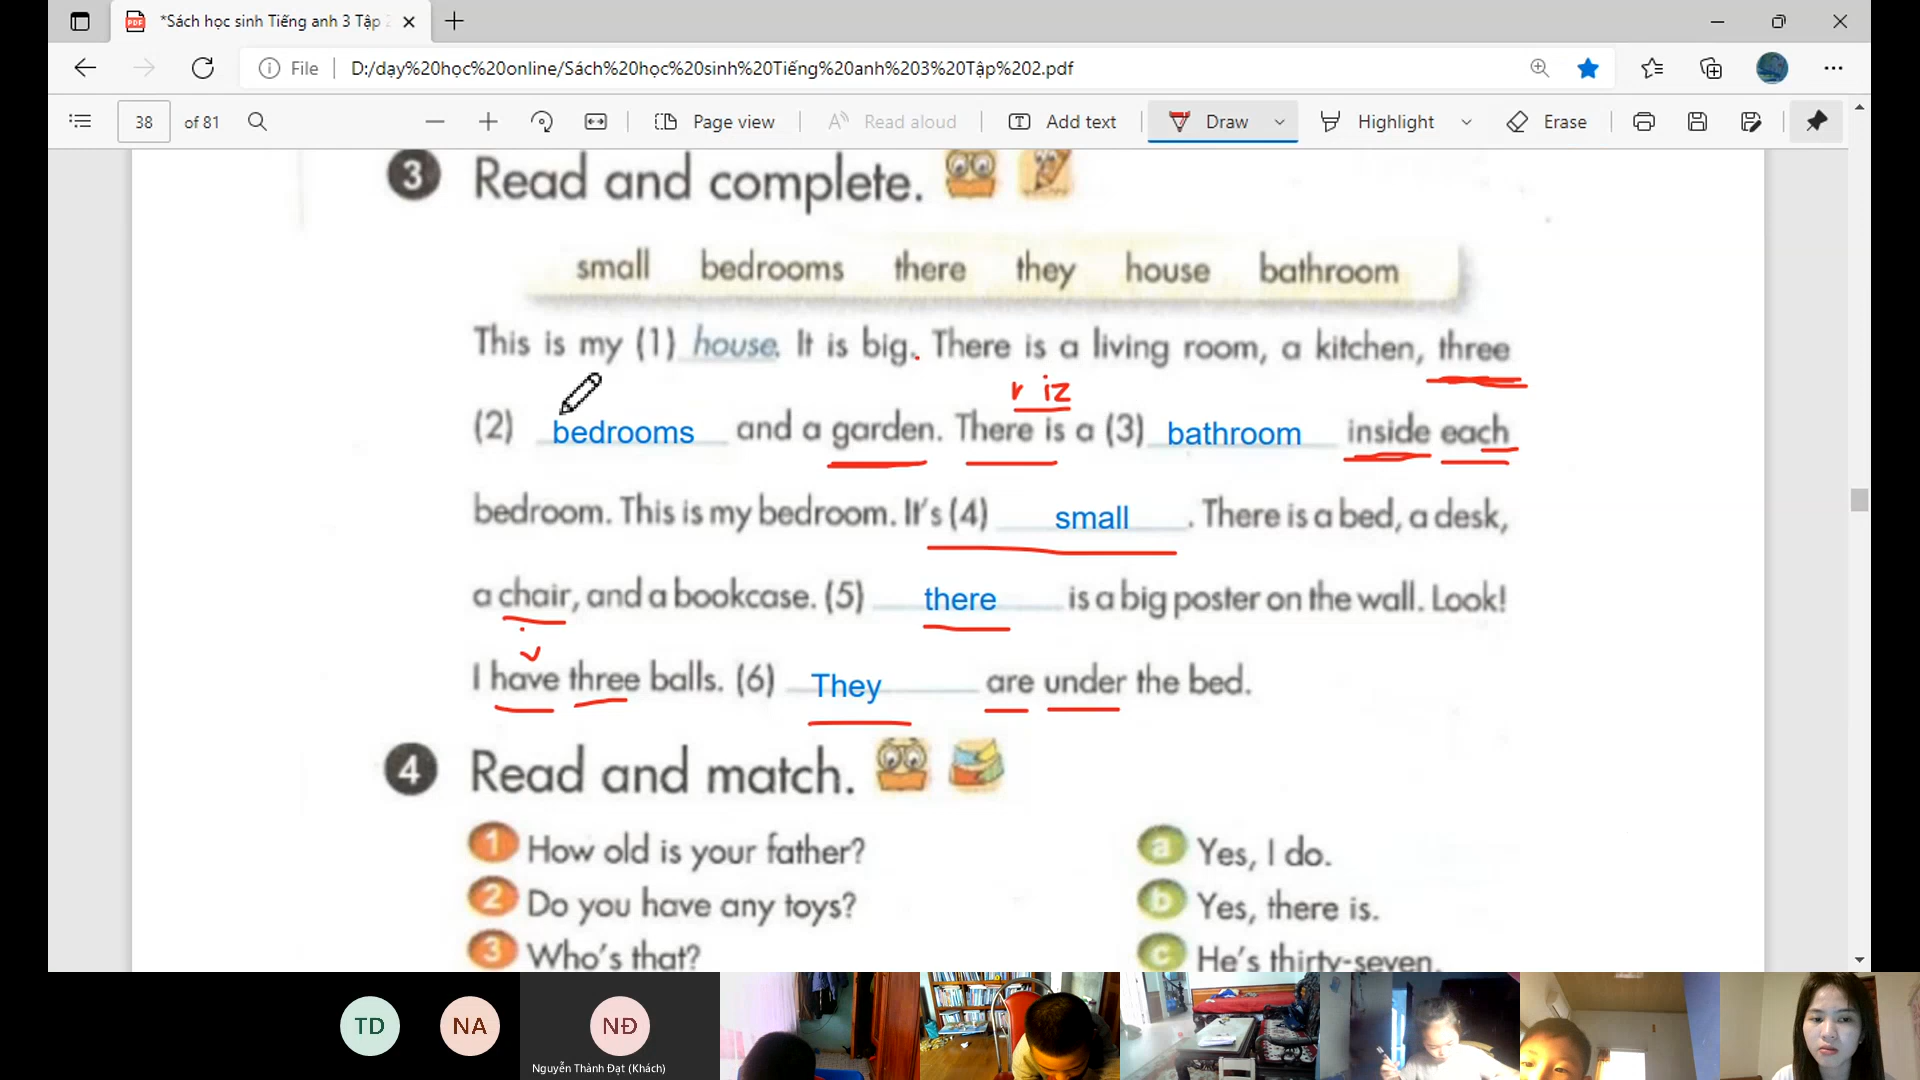 *Sách học sinh Tiếng anh 3 Tập 2
File D:/dạy%20học%20online/Sách%20học%20sinh%20Tiếng%20anh%203%20Tập%202.pdf
38 of 81 Page view Read aloud Add text Draw Highlight Erase
3 Read and complete.
small bedrooms there they house bathroom
This is my (1) house. It is big. There is a living room, a kitchen, three
r iz
(2) bedrooms and a garden. There is a (3) bathroom inside each
bedroom. This is my bedroom. It's (4) small. There is a bed, a desk,
a chair, and a bookcase. (5) there is a big poster on the wall. Look!
v
I have three balls. (6) They are under the bed.
4 Read and match.
1 How old is your father? a Yes, I do.
2 Do you have any toys? b Yes, there is.
3 Who's that? c He's thirty-seven.
TD NA NĐ
Nguyễn Thành Đạt (Khách)